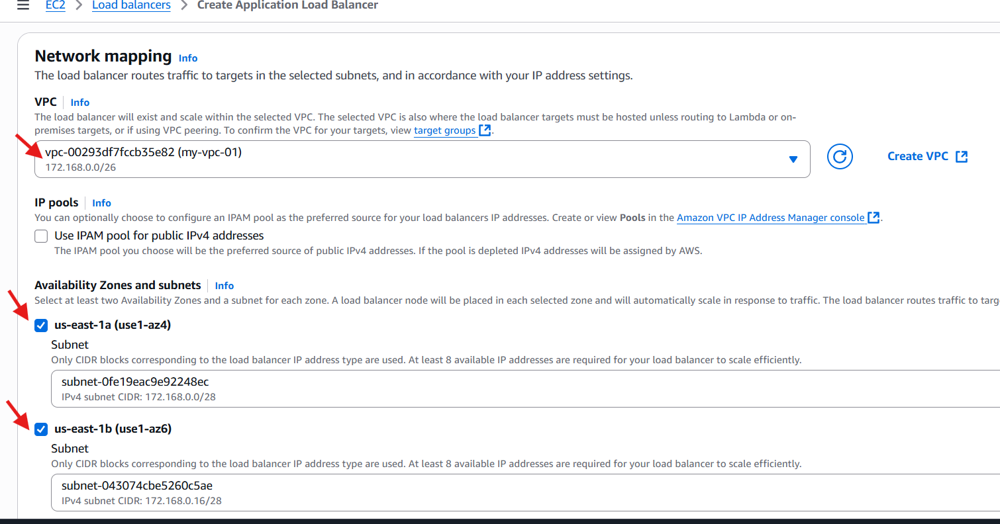 EC2 > Load balancers > Create Application Load Balancer
Network mapping Info
The load balancer routes traffic to targets in the selected subnets, and in accordance with your IP address settings.
VPC Info
The load balancer will exist and scale within the selected VPC. The selected VPC is also where the load balancer targets must be hosted unless routing to Lambda or on-
premises targets, or if using VPC peering. To confirm the VPC for your targets, view target groups.
vpc-00293df7fccb35e82 (my-vpc-01)
172.168.0.0/26
Create VPC
IP pools Info
You can optionally choose to configure an IPAM pool as the preferred source for your load balancers IP addresses. Create or view Pools in the Amazon VPC IP Address Manager console.
Use IPAM pool for public IPv4 addresses
The IPAM pool you choose will be the preferred source of public IPv4 addresses. If the pool is depleted IPv4 addresses will be assigned by AWS.
Availability Zones and subnets Info
Select at least two Availability Zones and a subnet for each zone. A load balancer node will be placed in each selected zone and will automatically scale in response to traffic. The load balancer routes traffic to targ
us-east-1a (use1-az4)
Subnet
Only CIDR blocks corresponding to the load balancer IP address type are used. At least 8 available IP addresses are required for your load balancer to scale efficiently.
subnet-0fe19eac9e92248ec
IPv4 subnet CIDR: 172.168.0.0/28
us-east-1b (use1-az6)
Subnet
Only CIDR blocks corresponding to the load balancer IP address type are used. At least 8 available IP addresses are required for your load balancer to scale efficiently.
subnet-043074cbe5260c5ae
IPv4 subnet CIDR: 172.168.0.16/28